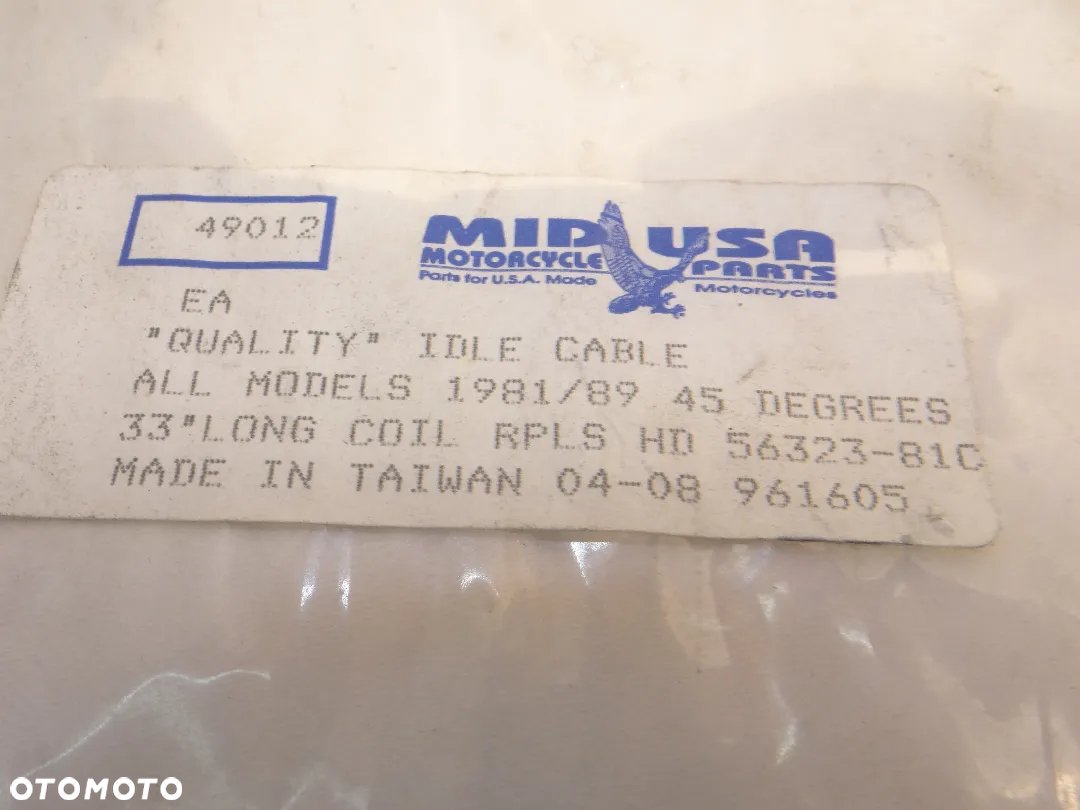 49012
MID USA
MOTORCYCLE PARTS
Parts for U.S.A. Made Motorcycles
EA
"QUALITY" IDLE CABLE
ALL MODELS 1981/89 45 DEGREES
33"LONG COIL RPLS HD 56323-81C
MADE IN TAIWAN 04-08 961605
OTOMOTO